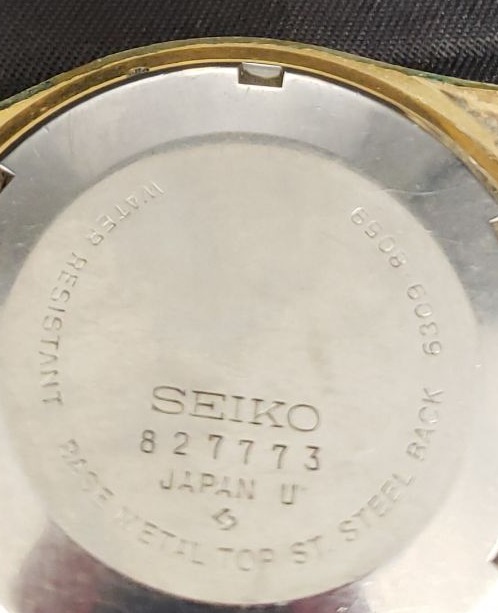 WATER RESISTANT
6309-8059
SEIKO
827773
JAPAN U
BASE METAL TOP ST. STEEL BACK